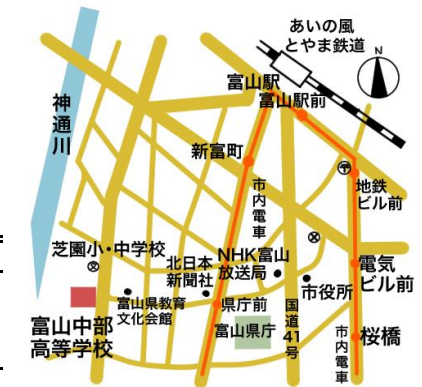 あいの風
とやま鉄道
N
富山駅
富山駅前
神通川
新富町
市内電車
地鉄
ビル前
芝園小・中学校
文
北日本
新聞社
NHK富山
放送局
電気
ビル前
市役所
富山県教育
文化会館
県庁前
国道41号
富山中部
高等学校
富山県庁
市内電車
桜橋